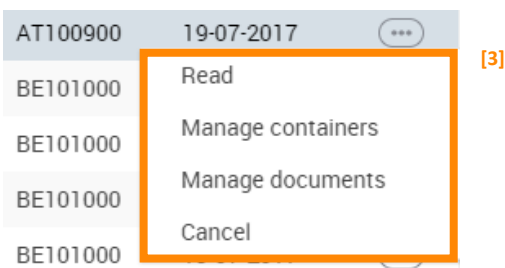 AT100900 19-07-2017
[3]
Read
BE101000
Manage containers
BE101000
Manage documents
BE101000
Cancel
BE101000